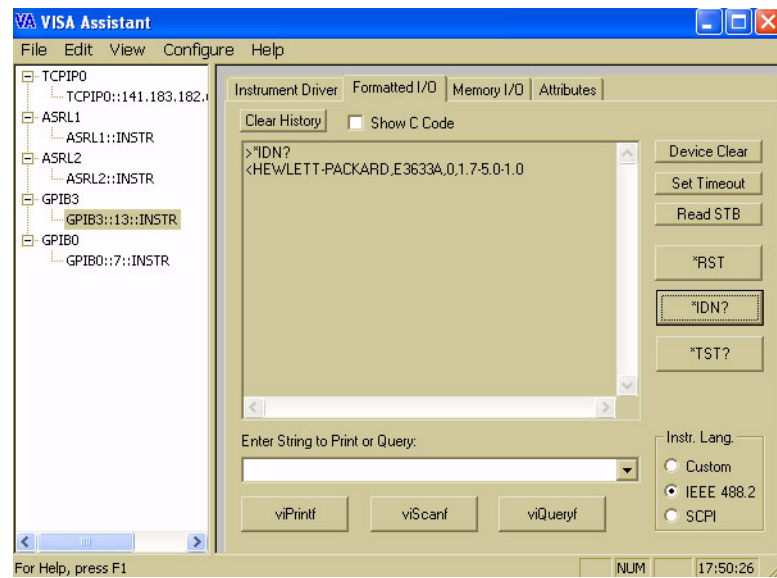 VA VISA Assistant
File Edit View Configure Help
TCPIP0
TCPIP0::141.183.182.
ASRL1
ASRL1::INSTR
ASRL2
ASRL2::INSTR
GPIB3
GPIB3::13::INSTR
GPIB0
GPIB0::7::INSTR
Instrument Driver Formatted I/O Memory I/O Attributes
Clear History Show C Code
>*IDN?
<HEWLETT-PACKARD,E3633A,0,1.7-5.0-1.0
Device Clear
Set Timeout
Read STB
*RST
*IDN?
*TST?
Enter String to Print or Query:
viPrintf viScanf viQueryf
Instr. Lang.
Custom
IEEE 488.2
SCPI
For Help, press F1 NUM 17:50:26